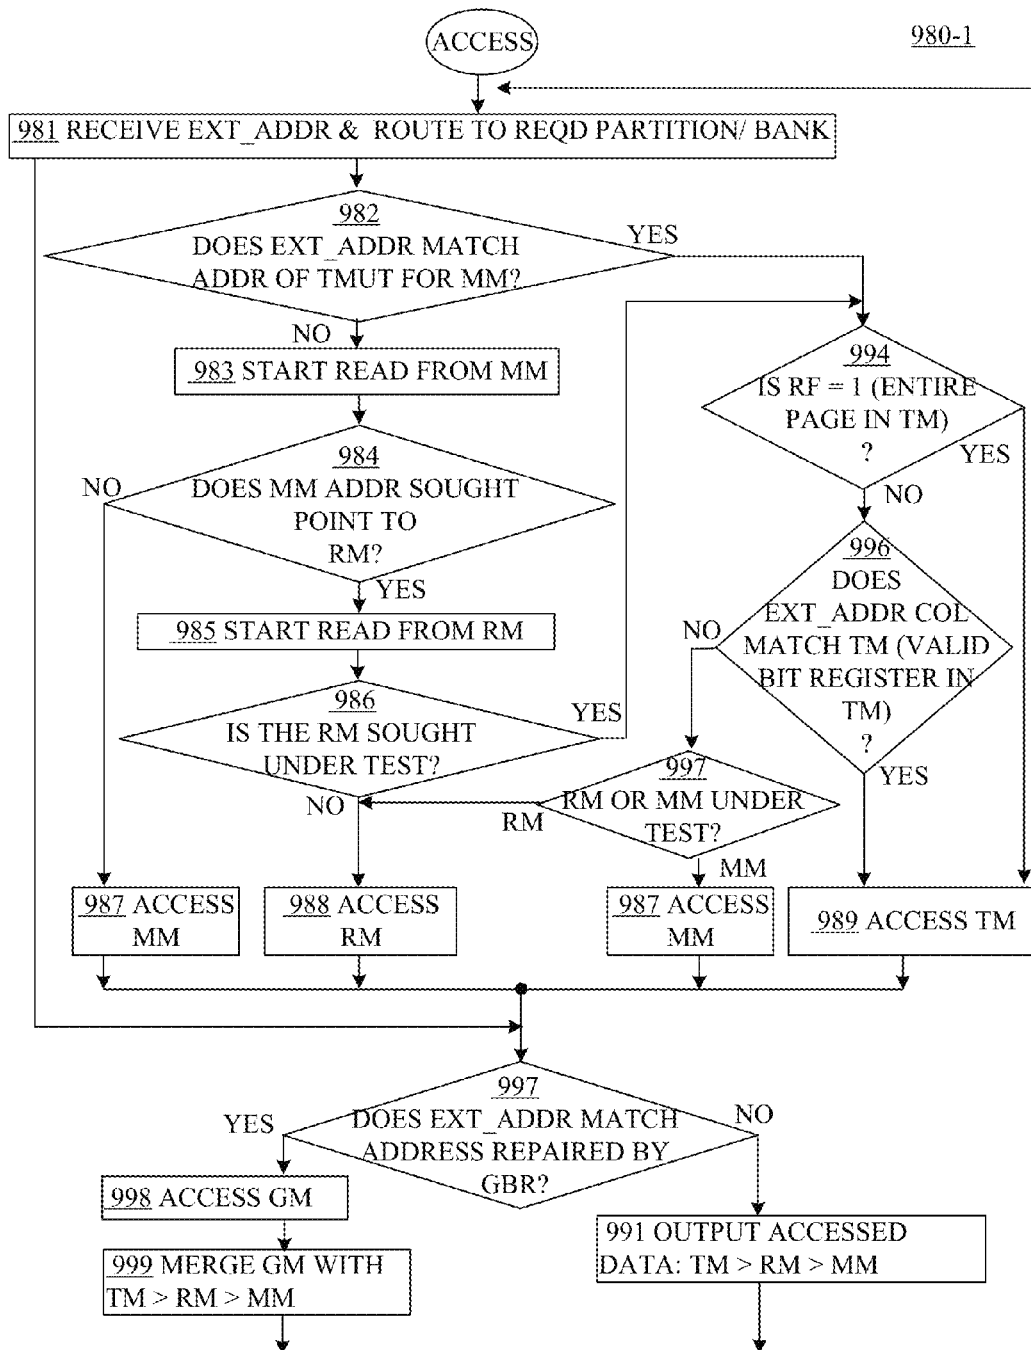 ACCESS
980-1
981 RECEIVE EXT_ADDR & ROUTE TO REQD PARTITION/ BANK
982
DOES EXT_ADDR MATCH
ADDR OF TMUT FOR MM?
YES
NO
983 START READ FROM MM
994
IS RF = 1 (ENTIRE
PAGE IN TM)
?
YES
NO
984
DOES MM ADDR SOUGHT
POINT TO
RM?
NO
YES
985 START READ FROM RM
996
DOES
EXT_ADDR COL
MATCH TM (VALID
BIT REGISTER IN
TM)
?
NO
YES
986
IS THE RM SOUGHT
UNDER TEST?
YES
NO
997
RM OR MM UNDER
TEST?
RM
MM
987 ACCESS
MM
988 ACCESS
RM
987 ACCESS
MM
989 ACCESS TM
997
DOES EXT_ADDR MATCH
ADDRESS REPAIRED BY
GBR?
YES
NO
998 ACCESS GM
999 MERGE GM WITH
TM > RM > MM
991 OUTPUT ACCESSED
DATA: TM > RM > MM